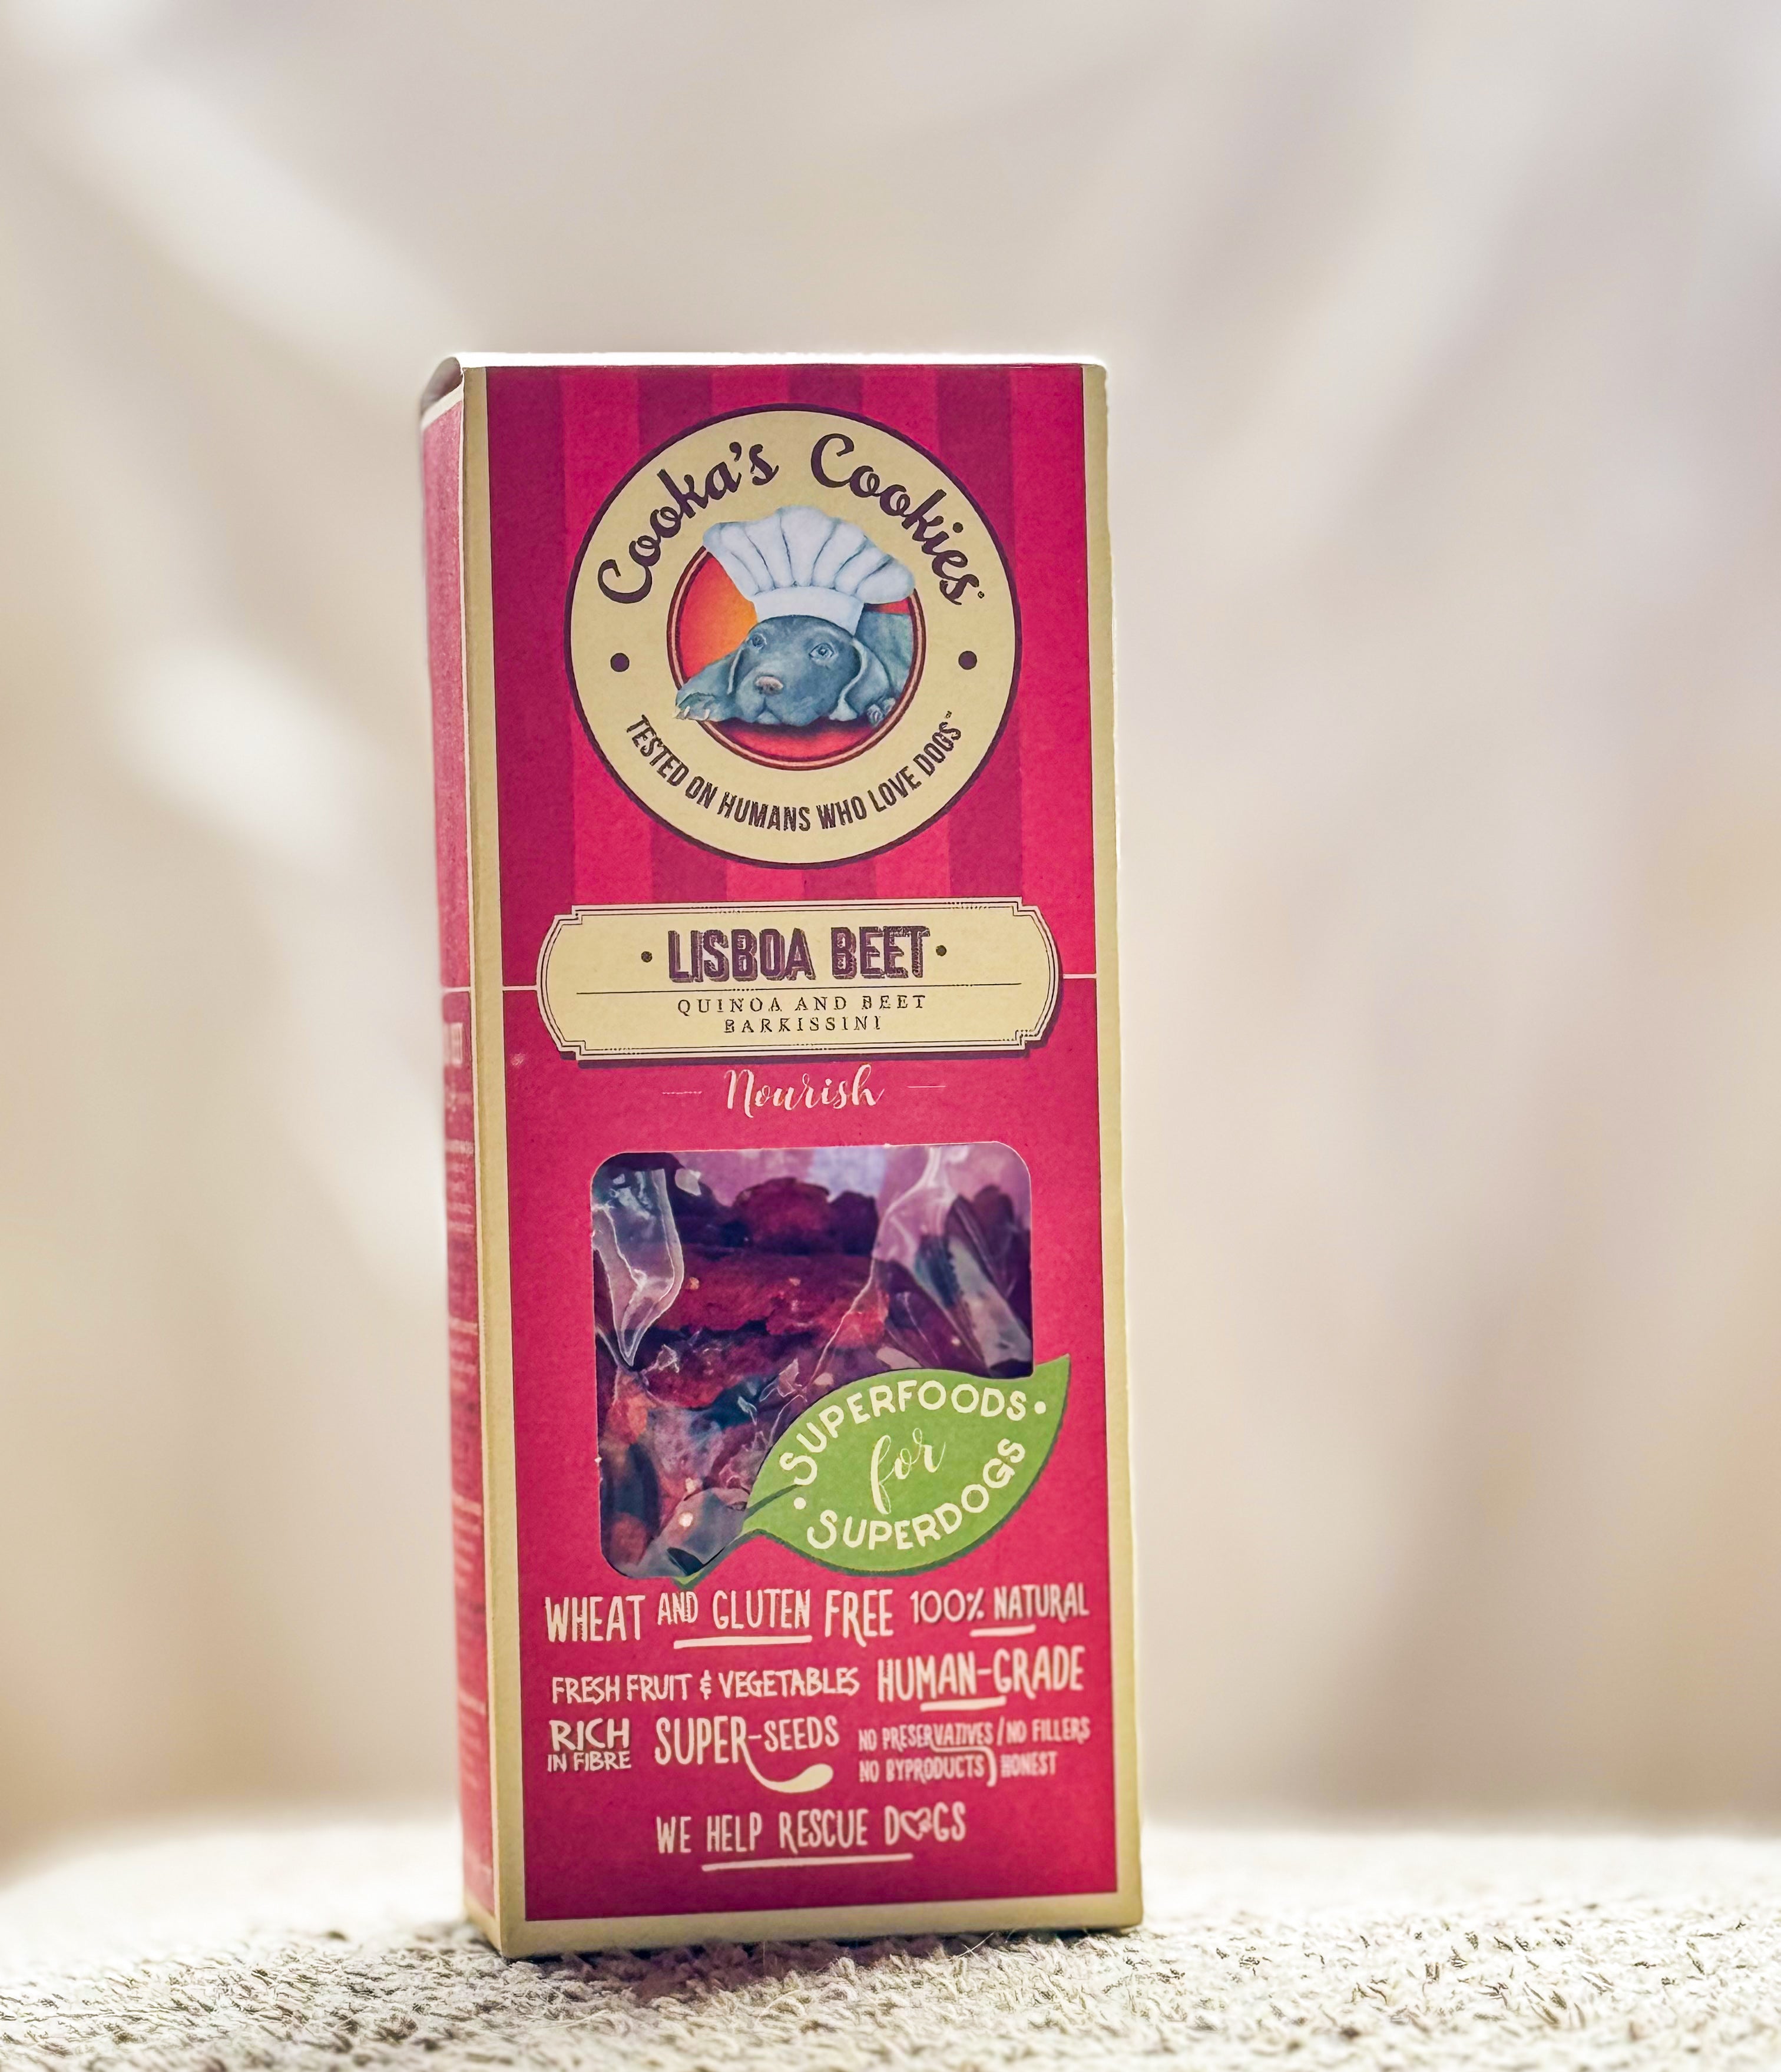 Cooka's Cookies
TESTED ON HUMANS WHO LOVE DOGS™
• LISBOA BEET •
QUINOA AND BEET
BARKISSINI
Nourish
• SUPERFOODS •
for
SUPERDOGS
WHEAT AND GLUTEN FREE 100% NATURAL
FRESH FRUIT & VEGETABLES HUMAN-GRADE
RICH
IN FIBRE
SUPER-SEEDS
NO PRESERVATIVES / NO FILLERS
NO BYPRODUCTS HONEST
WE HELP RESCUE DOGS